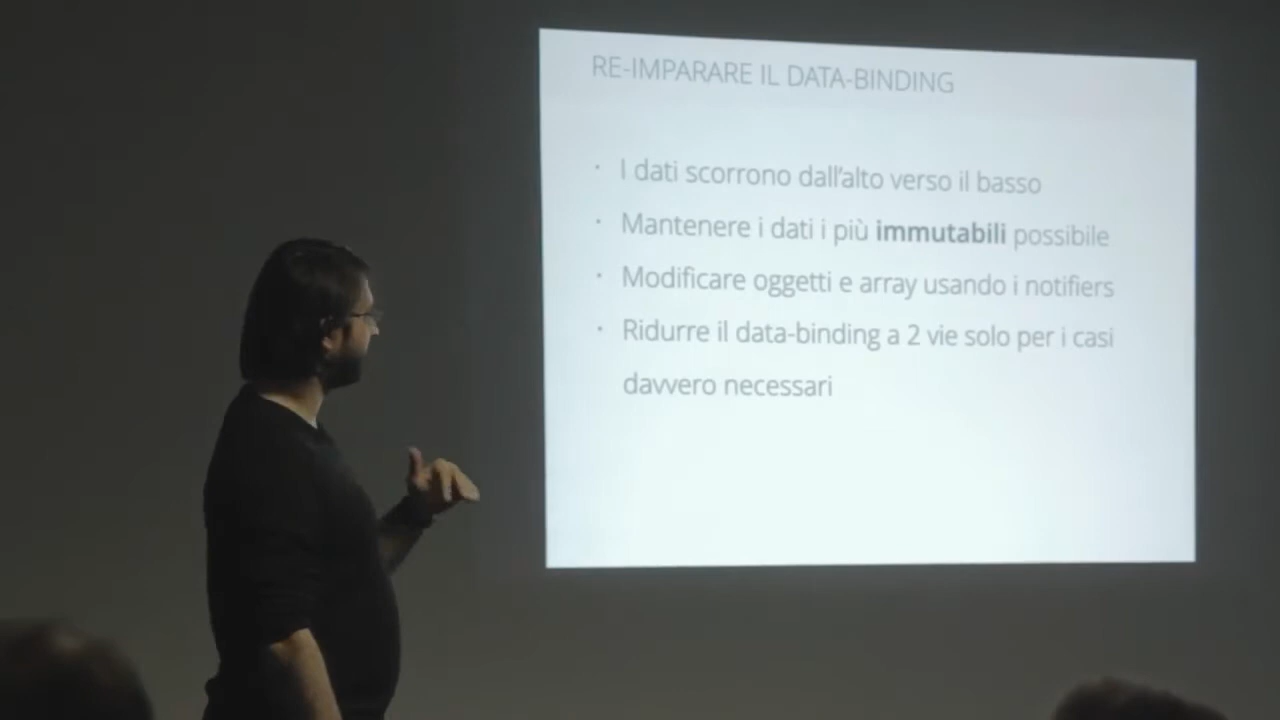 RE-IMPARARE IL DATA-BINDING
· I dati scorrono dall'alto verso il basso
· Mantenere i dati i più immutabili possibile
· Modificare oggetti e array usando i notifiers
· Ridurre il data-binding a 2 vie solo per i casi
davvero necessari